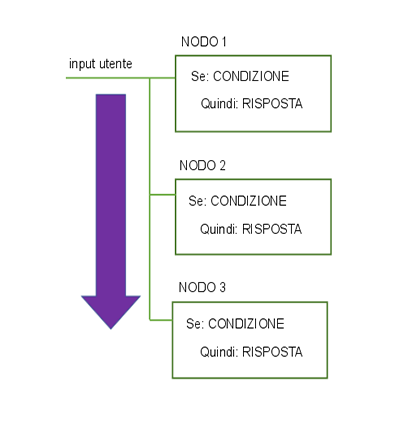 NODO 1
input utente
Se: CONDIZIONE
Quindi: RISPOSTA
NODO 2
Se: CONDIZIONE
Quindi: RISPOSTA
NODO 3
Se: CONDIZIONE
Quindi: RISPOSTA